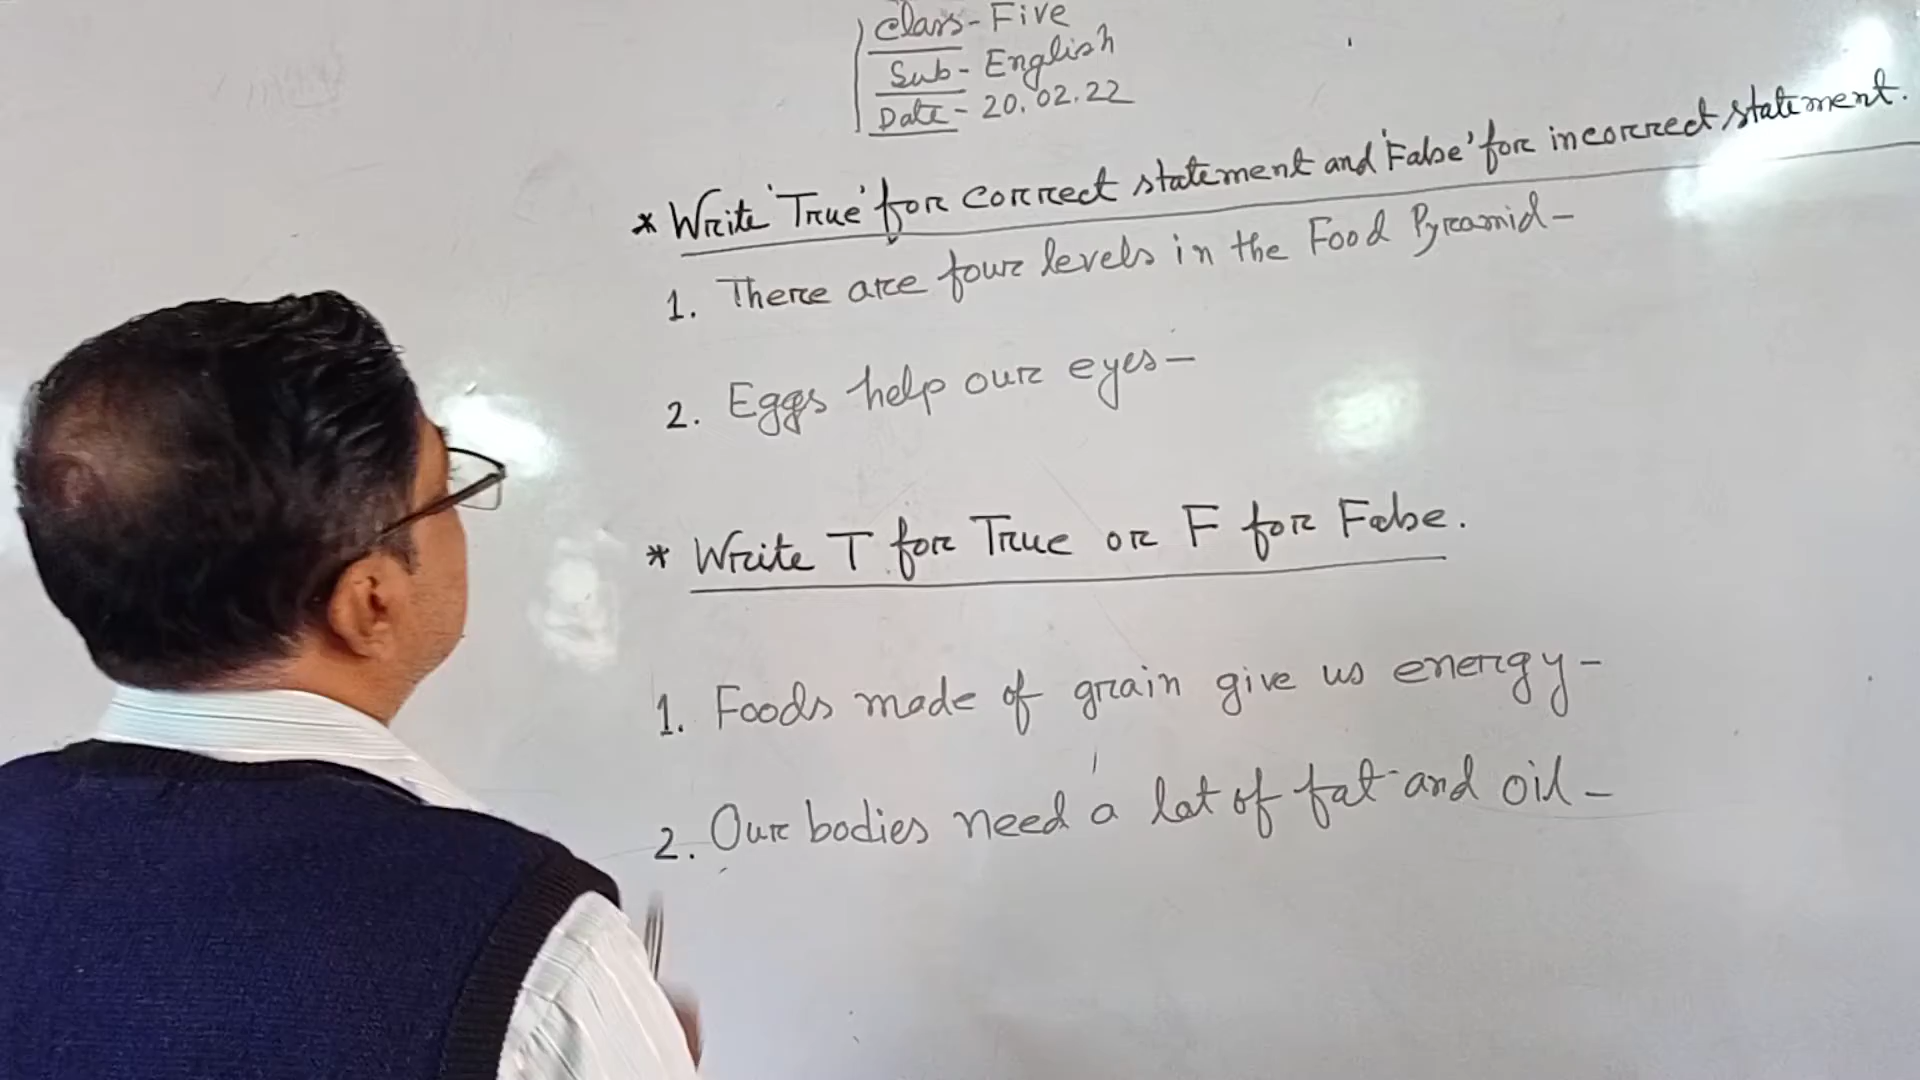 Class - Five
Sub - English
Date - 20.02.22
* Write 'True' for correct statement and 'False' for incorrect statement.
1. There are four levels in the Food Pyramid -
2. Eggs help our eyes -
* Write T for True or F for False.
1. Foods made of grain give us energy -
2. Our bodies need a lot of fat and oil -